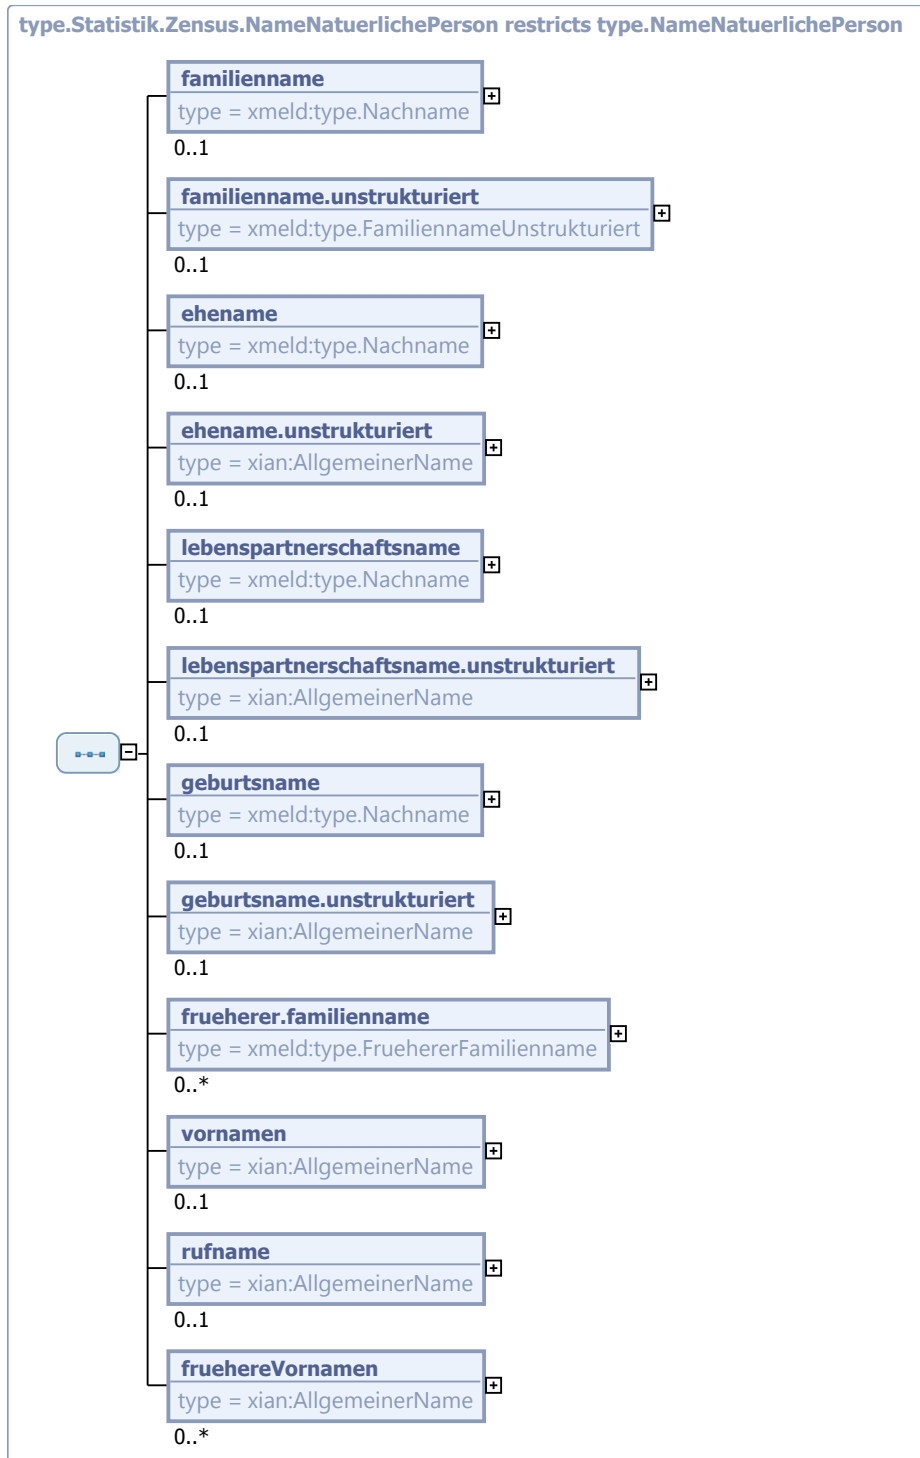 type.Statistik.Zensus.NameNatuerlichePerson restricts type.NameNatuerlichePerson
familienname
type = xmeld:type.Nachname
0..1
familienname.unstrukturiert
type = xmeld:type.FamiliennameUnstrukturiert
0..1
ehename
type = xmeld:type.Nachname
0..1
ehename.unstrukturiert
type = xian:AllgemeinerName
0..1
lebenspartnerschaftsname
type = xmeld:type.Nachname
0..1
lebenspartnerschaftsname.unstrukturiert
type = xian:AllgemeinerName
0..1
geburtsname
type = xmeld:type.Nachname
0..1
geburtsname.unstrukturiert
type = xian:AllgemeinerName
0..1
frueherer.familienname
type = xmeld:type.FruehererFamilienname
0..*
vornamen
type = xian:AllgemeinerName
0..1
rufname
type = xian:AllgemeinerName
0..1
fruehereVornamen
type = xian:AllgemeinerName
0..*